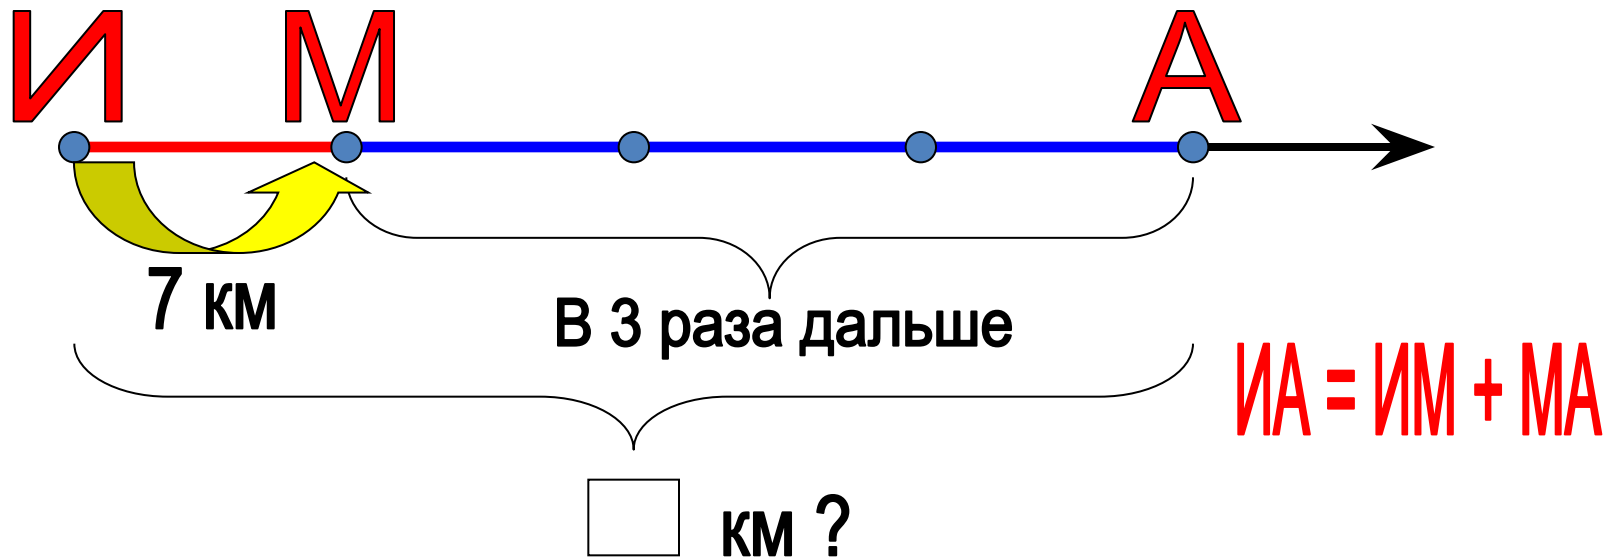 И М А
7 км
В 3 раза дальше
ИА = ИМ + МА
км ?